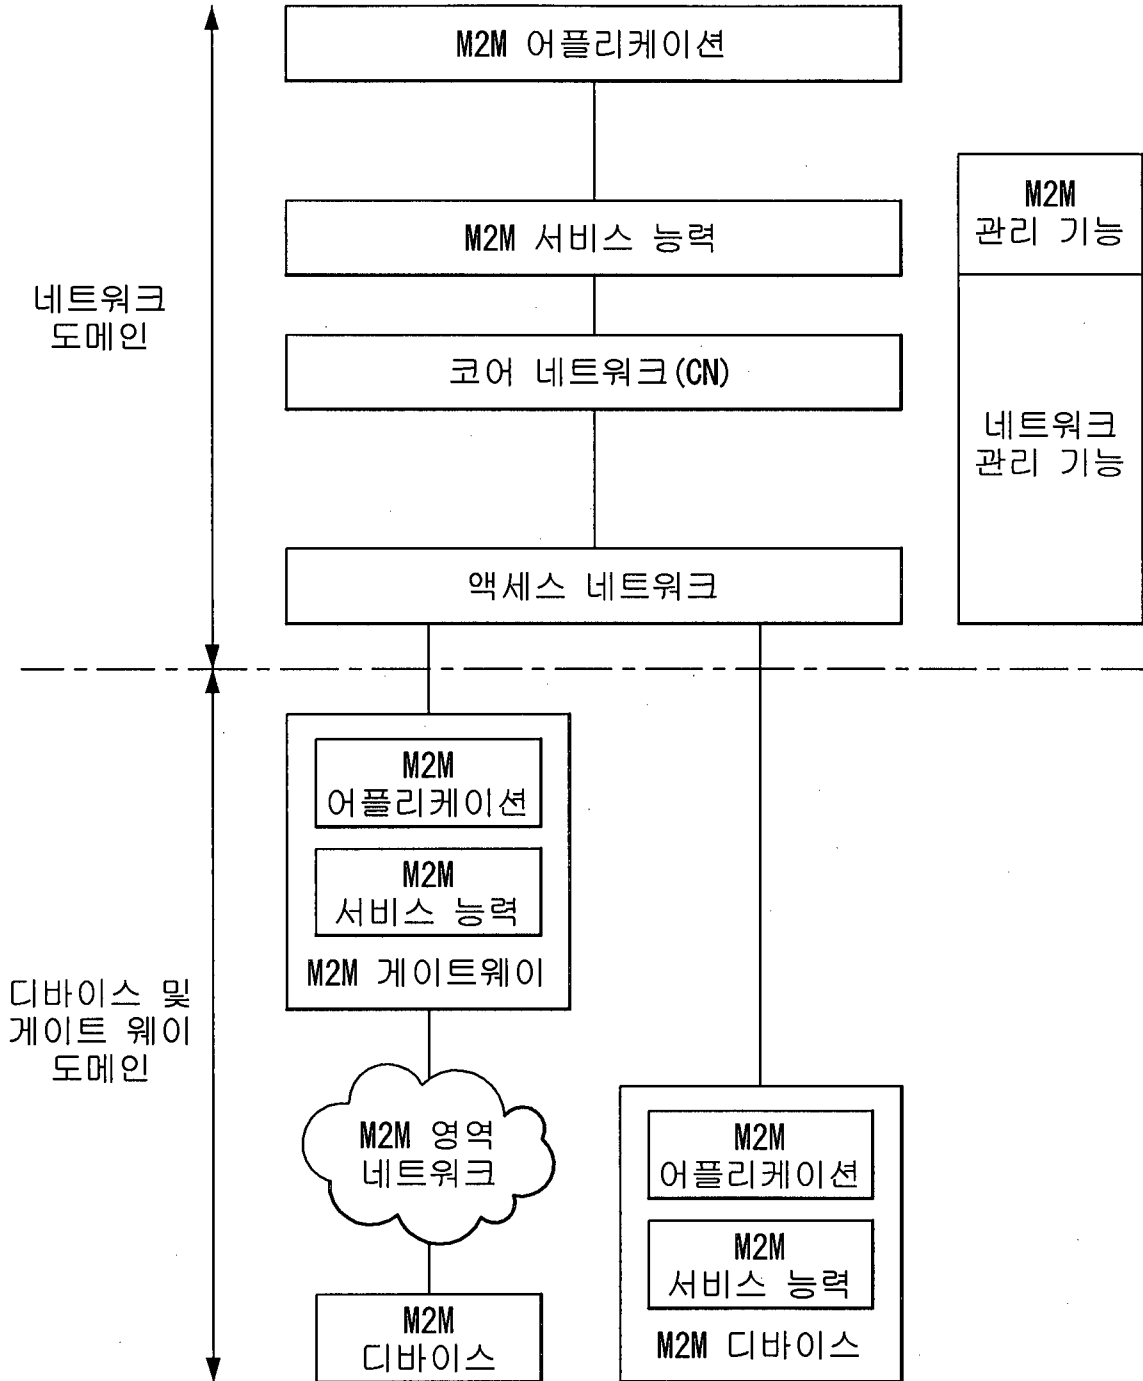 M2M 어플리케이션
M2M
관리 기능
M2M 서비스 능력
네트워크
도메인
코어 네트워크(CN)
네트워크
관리 기능
액세스 네트워크
M2M
어플리케이션
M2M
서비스 능력
M2M 게이트웨이
디바이스 및
게이트 웨이
도메인
M2M 영역
네트워크
M2M
디바이스
M2M
어플리케이션
M2M
서비스 능력
M2M 디바이스